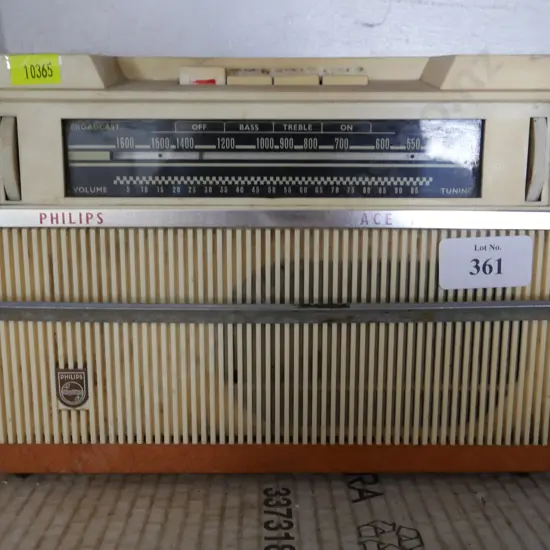 10365
BROADCAST OFF BASS TREBLE ON
1600 1500 1400 1200 1000 900 800 700 600 550
5 10 15 20 25 30 35 40 45 50 55 60 65 70 75 80 85 90
VOLUME TUNING
PHILIPS ACE
Lot No.
361
PHILIPS
337318
RA